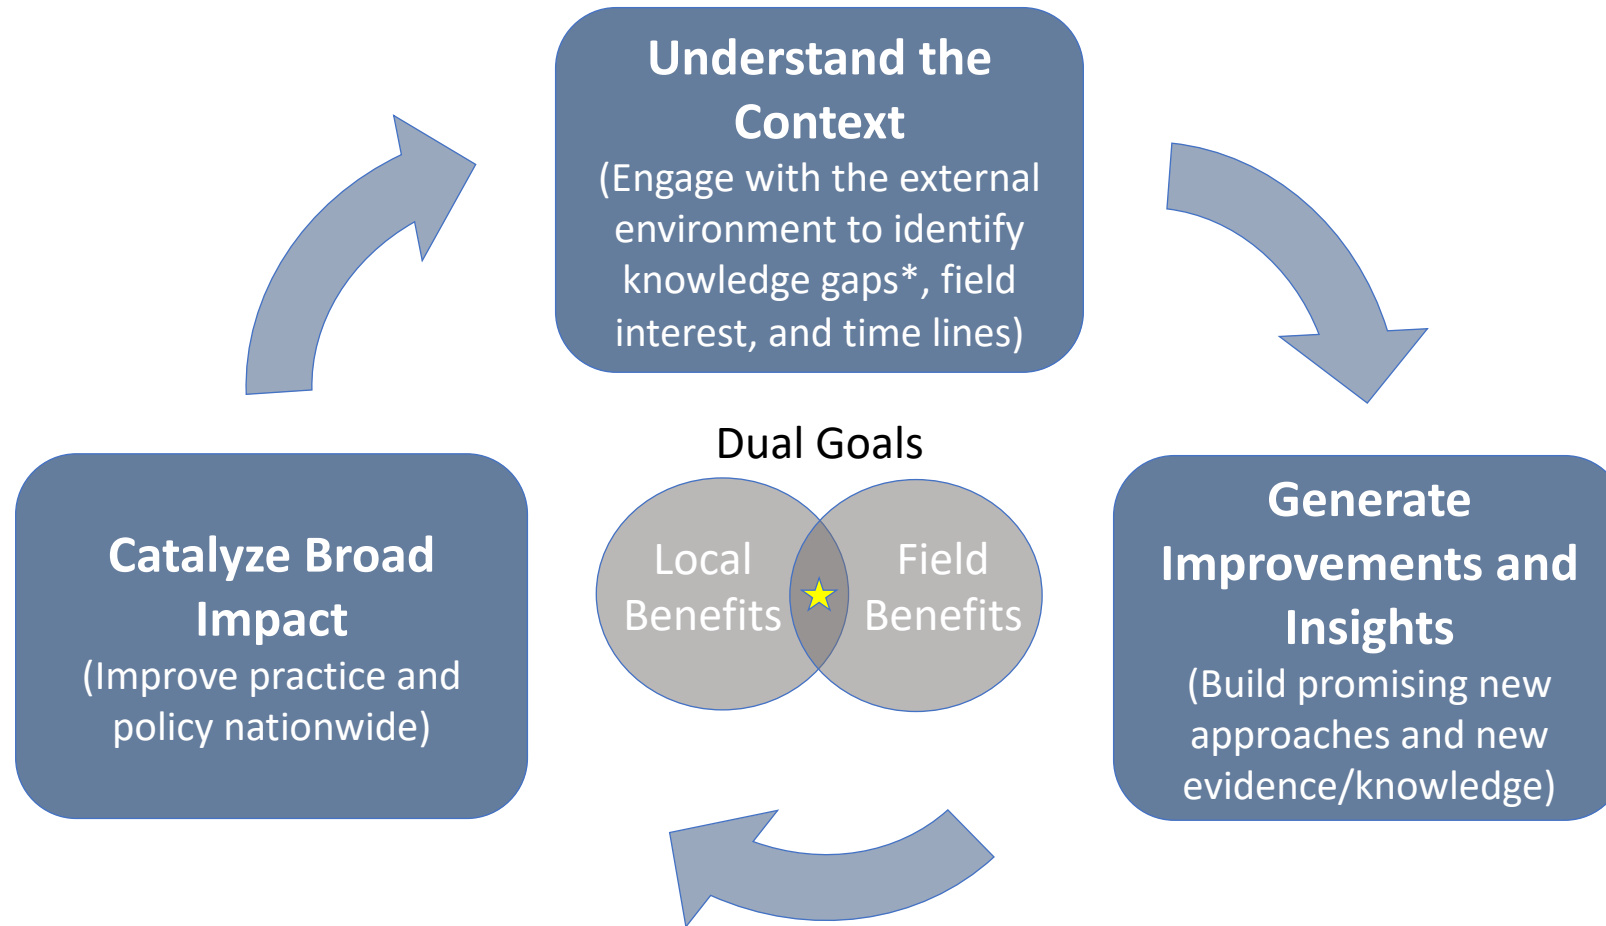 Understand the
Context
(Engage with the external
environment to identify
knowledge gaps*, field
interest, and time lines)
Dual Goals
Local
Benefits
Field
Benefits
Generate
Improvements and
Insights
(Build promising new
approaches and new
evidence/knowledge)
Catalyze Broad
Impact
(Improve practice and
policy nationwide)